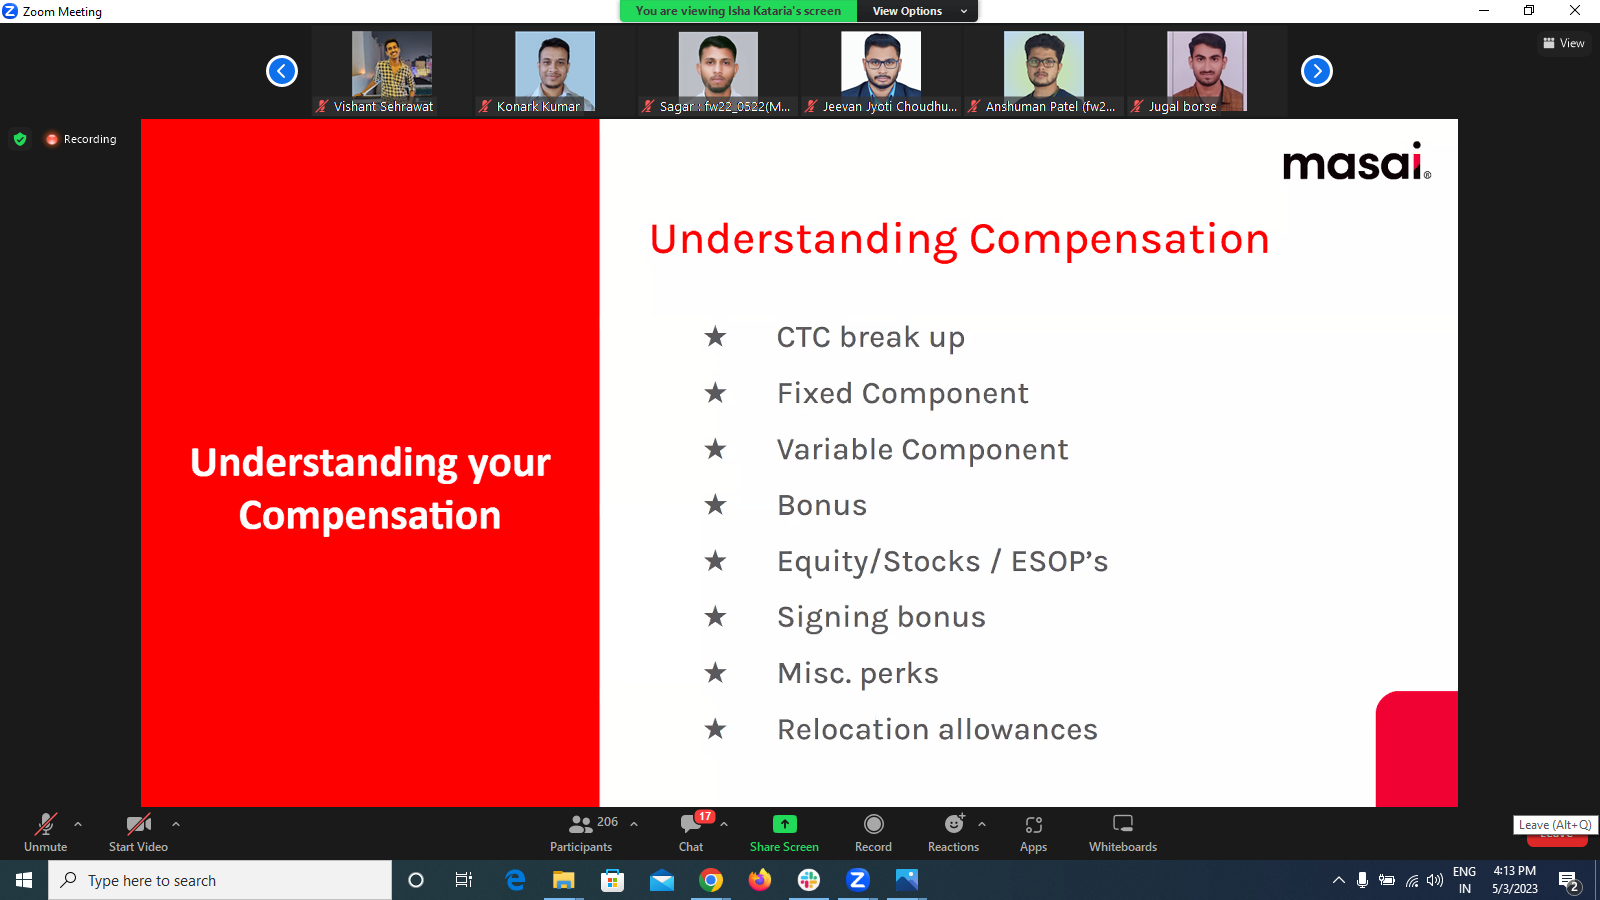 Zoom Meeting
You are viewing Isha Kataria's screen
View Options
View
Vishant Sehrawat
Konark Kumar
Sagar : fw22_0522(M...
Jeevan Jyoti Choudhu...
Anshuman Patel (fw2...
Jugal borse
Recording
masai®
Understanding Compensation
Understanding your
Compensation
★ CTC break up
★ Fixed Component
★ Variable Component
★ Bonus
★ Equity/Stocks / ESOP's
★ Signing bonus
★ Misc. perks
★ Relocation allowances
Unmute
Start Video
206
Participants
17
Chat
Share Screen
Record
Reactions
Apps
Whiteboards
Leave (Alt+Q)
Type here to search
ENG
IN
4:13 PM
5/3/2023
2